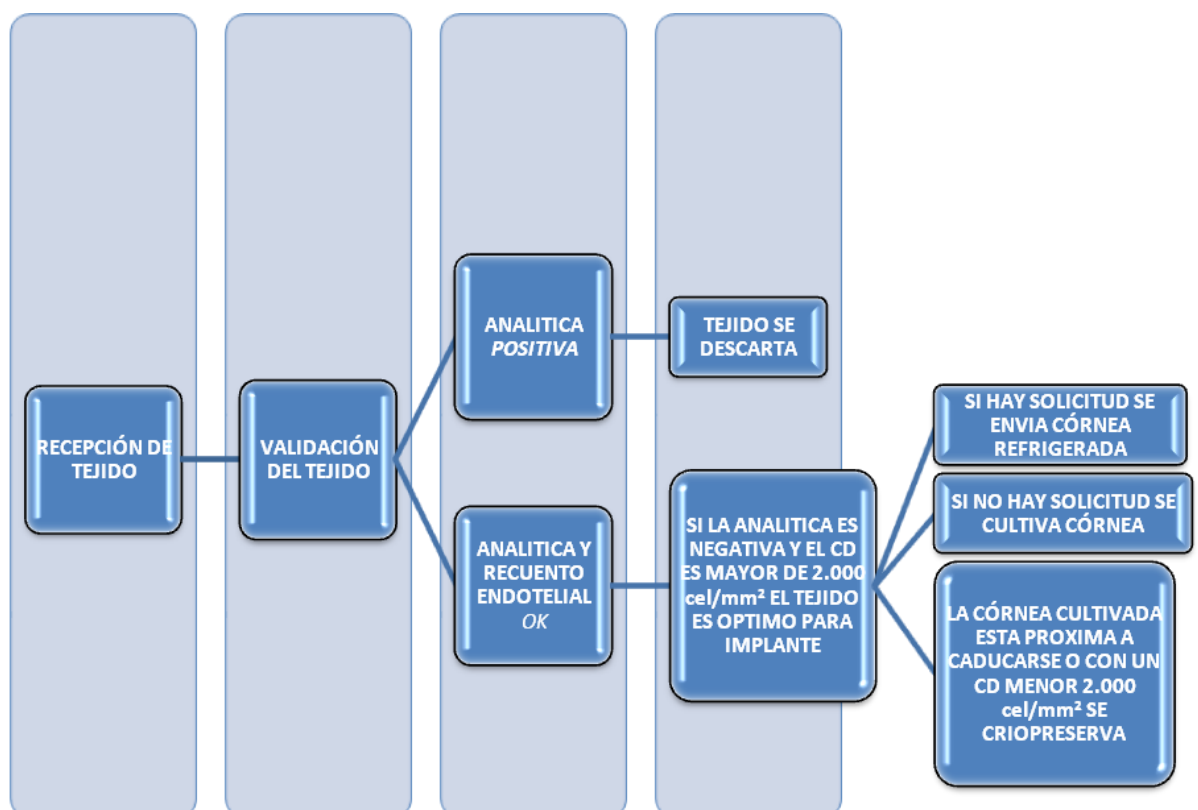 RECEPCIÓN DE
TEJIDO
VALIDACIÓN
DEL TEJIDO
ANALITICA
POSITIVA
TEJIDO SE
DESCARTA
ANALITICA Y
RECUENTO
ENDOTELIAL
OK
SI LA ANALITICA ES
NEGATIVA Y EL CD
ES MAYOR DE 2.000
cel/mm² EL TEJIDO
ES OPTIMO PARA
IMPLANTE
SI HAY SOLICITUD SE
ENVIA CÓRNEA
REFRIGERADA
SI NO HAY SOLICITUD SE
CULTIVA CÓRNEA
LA CÓRNEA CULTIVADA
ESTA PROXIMA A
CADUCARSE O CON UN
CD MENOR 2.000
cel/mm² SE
CRIOPRESERVA